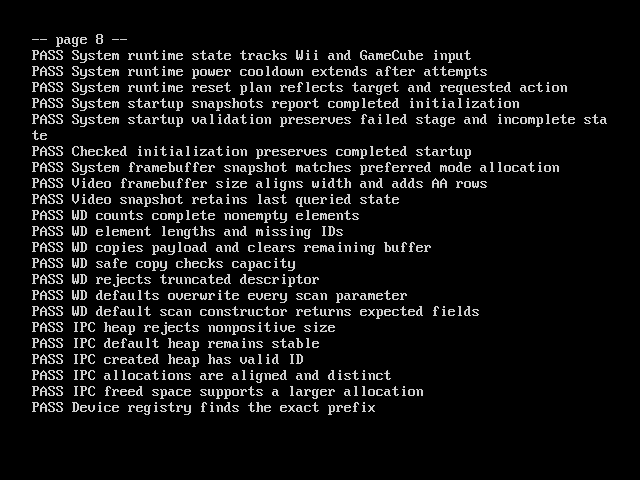 -- page 8 --
PASS System runtime state tracks Wii and GameCube input
PASS System runtime power cooldown extends after attempts
PASS System runtime reset plan reflects target and requested action
PASS System startup snapshots report completed initialization
PASS System startup validation preserves failed stage and incomplete sta
te
PASS Checked initialization preserves completed startup
PASS System framebuffer snapshot matches preferred mode allocation
PASS Video framebuffer size aligns width and adds AA rows
PASS Video snapshot retains last queried state
PASS WD counts complete nonempty elements
PASS WD element lengths and missing IDs
PASS WD copies payload and clears remaining buffer
PASS WD safe copy checks capacity
PASS WD rejects truncated descriptor
PASS WD defaults overwrite every scan parameter
PASS WD default scan constructor returns expected fields
PASS IPC heap rejects nonpositive size
PASS IPC default heap remains stable
PASS IPC created heap has valid ID
PASS IPC allocations are aligned and distinct
PASS IPC freed space supports a larger allocation
PASS Device registry finds the exact prefix